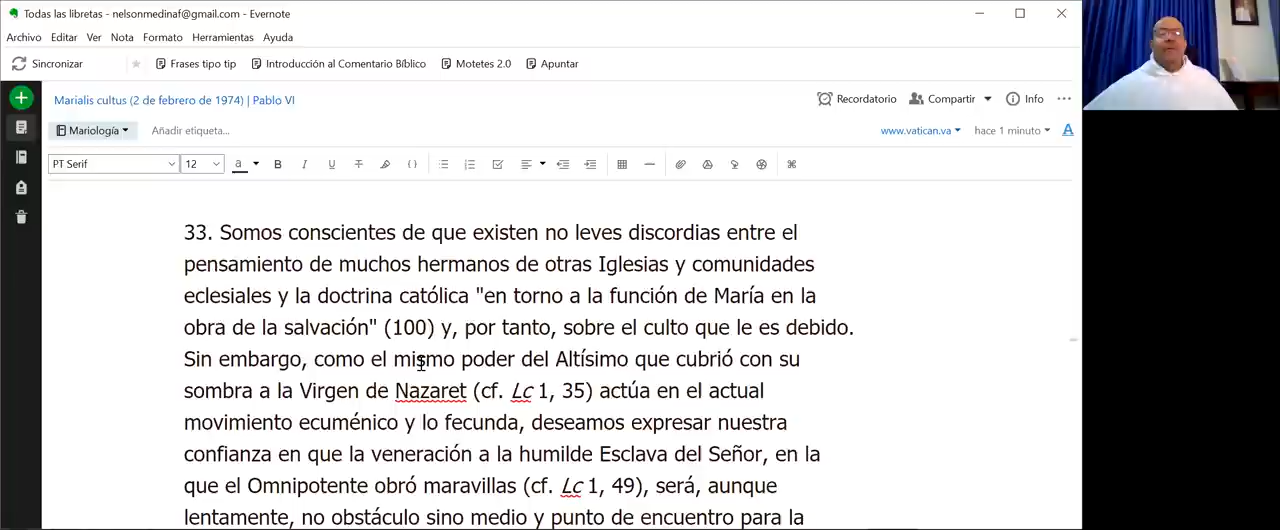 Todas las libretas - nelsonmedinaf@gmail.com - Evernote
Archivo Editar Ver Nota Formato Herramientas Ayuda
Sincronizar Frases tipo tip Introducción al Comentario Bíblico Motetes 2.0 Apuntar
Marialis cultus (2 de febrero de 1974) | Pablo VI Recordatorio Compartir Info
Mariología Añadir etiqueta... www.vatican.va hace 1 minuto A
PT Serif 12 a B I U T
33. Somos conscientes de que existen no leves discordias entre el
pensamiento de muchos hermanos de otras Iglesias y comunidades
eclesiales y la doctrina católica "en torno a la función de María en la
obra de la salvación" (100) y, por tanto, sobre el culto que le es debido.
Sin embargo, como el mismo poder del Altísimo que cubrió con su
sombra a la Virgen de Nazaret (cf. Lc 1, 35) actúa en el actual
movimiento ecuménico y lo fecunda, deseamos expresar nuestra
confianza en que la veneración a la humilde Esclava del Señor, en la
que el Omnipotente obró maravillas (cf. Lc 1, 49), será, aunque
lentamente, no obstáculo sino medio y punto de encuentro para la